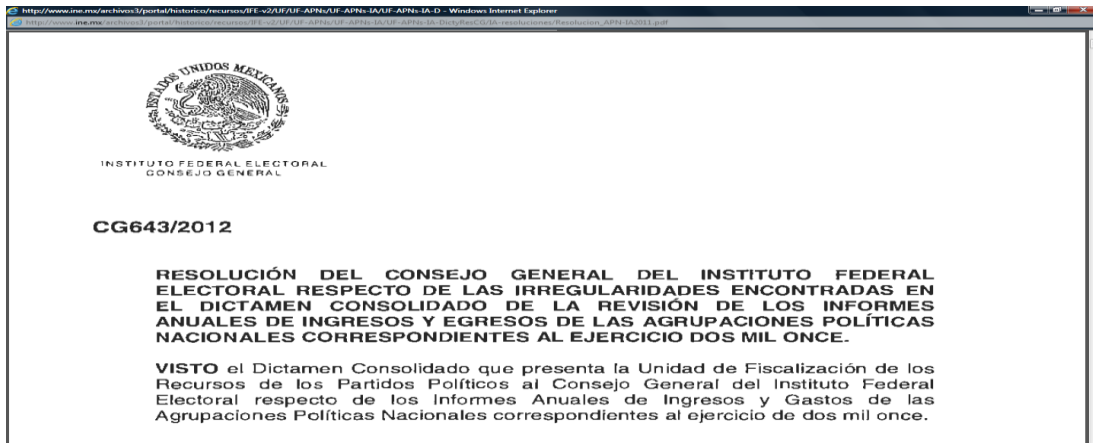 http://www.ine.mx/archivos3/portal/historico/recursos/IFE-v2/UF/UF-APNs/UF-APNs-IA/UF-APNs-IA-D - Windows Internet Explorer
http://www.ine.mx/archivos3/portal/historico/recursos/IFE-v2/UF/UF-APNs/UF-APNs-IA/UF-APNs-IA-DictyResCG/IA-resoluciones/Resolucion_APN-IA2011.pdf
ESTADOS UNIDOS MEXICANOS
INSTITUTO FEDERAL ELECTORAL
CONSEJO GENERAL
CG643/2012
RESOLUCIÓN DEL CONSEJO GENERAL DEL INSTITUTO FEDERAL
ELECTORAL RESPECTO DE LAS IRREGULARIDADES ENCONTRADAS EN
EL DICTAMEN CONSOLIDADO DE LA REVISIÓN DE LOS INFORMES
ANUALES DE INGRESOS Y EGRESOS DE LAS AGRUPACIONES POLÍTICAS
NACIONALES CORRESPONDIENTES AL EJERCICIO DOS MIL ONCE.
VISTO el Dictamen Consolidado que presenta la Unidad de Fiscalización de los
Recursos de los Partidos Políticos al Consejo General del Instituto Federal
Electoral respecto de los Informes Anuales de Ingresos y Gastos de las
Agrupaciones Políticas Nacionales correspondientes al ejercicio de dos mil once.